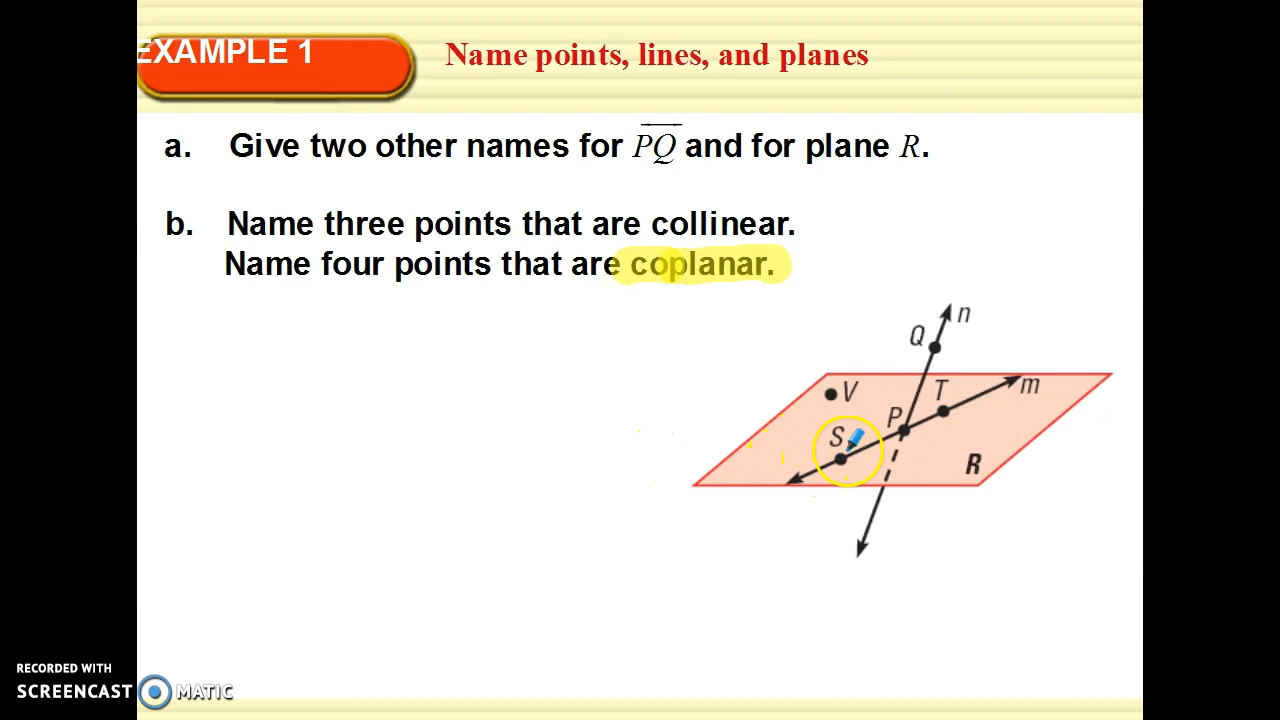 EXAMPLE 1
Name points, lines, and planes
a. Give two other names for PQ and for plane R.
b. Name three points that are collinear.
Name four points that are coplanar.
n
Q
V
T
m
P
S
R
RECORDED WITH
SCREENCAST MATIC